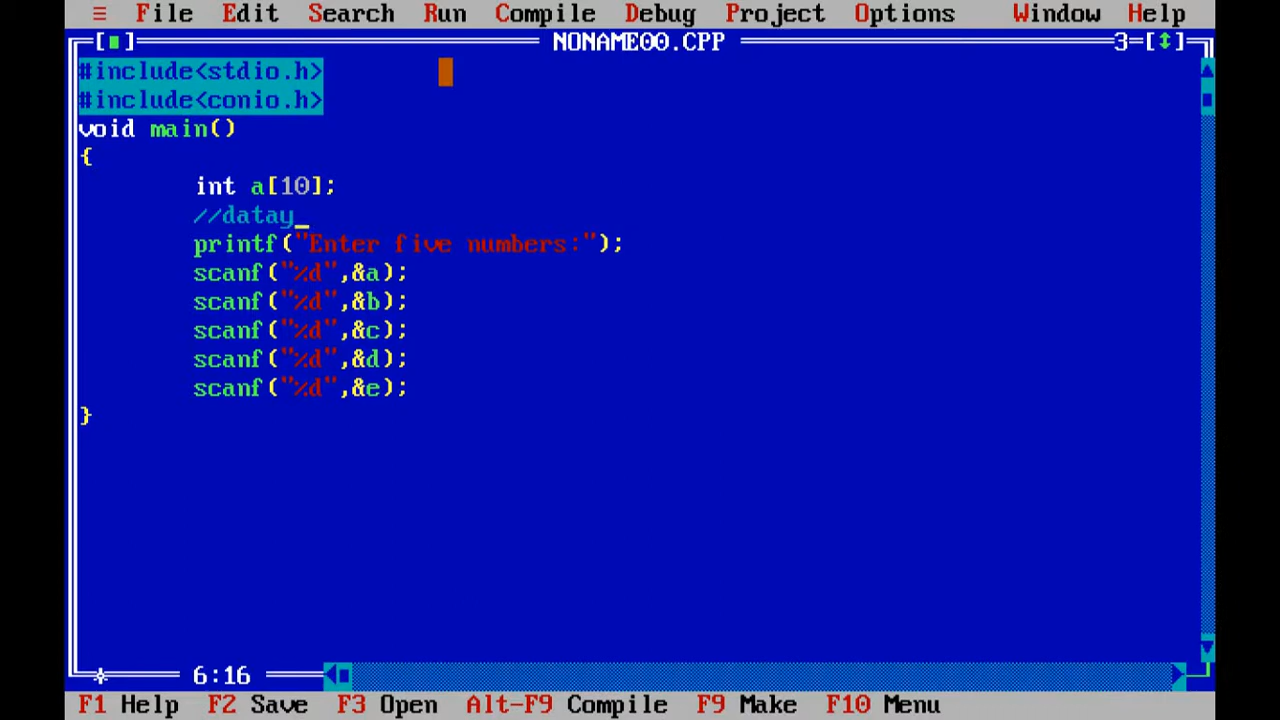 ≡ File Edit Search Run Compile Debug Project Options Window Help
[■] NONAME00.CPP 3=[↕]
#include<stdio.h>
#include<conio.h>
void main()
{
int a[10];
//datay_
printf("Enter five numbers:");
scanf("%d",&a);
scanf("%d",&b);
scanf("%d",&c);
scanf("%d",&d);
scanf("%d",&e);
}
6:16
F1 Help F2 Save F3 Open Alt-F9 Compile F9 Make F10 Menu